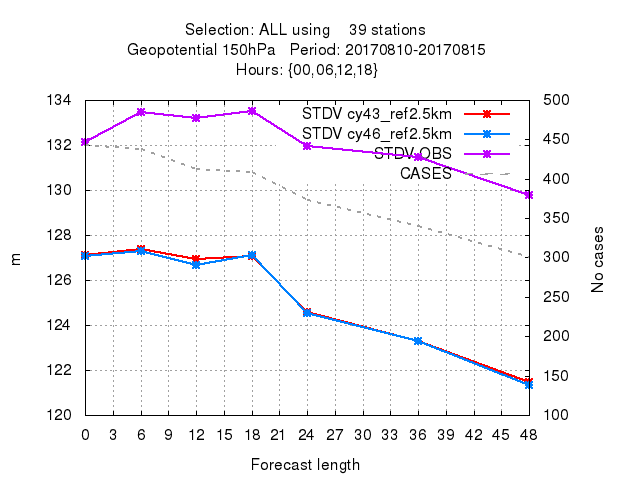 Selection: ALL using 39 stations
Geopotential 150hPa Period: 20170810-20170815
Hours: {00,06,12,18}
STDV cy43_ref2.5km
STDV cy46_ref2.5km
STDV OBS
CASES
134
132
130
128
126
124
122
120
m
500
450
400
350
300
250
200
150
100
No cases
0 3 6 9 12 15 18 21 24 27 30 33 36 39 42 45 48
Forecast length